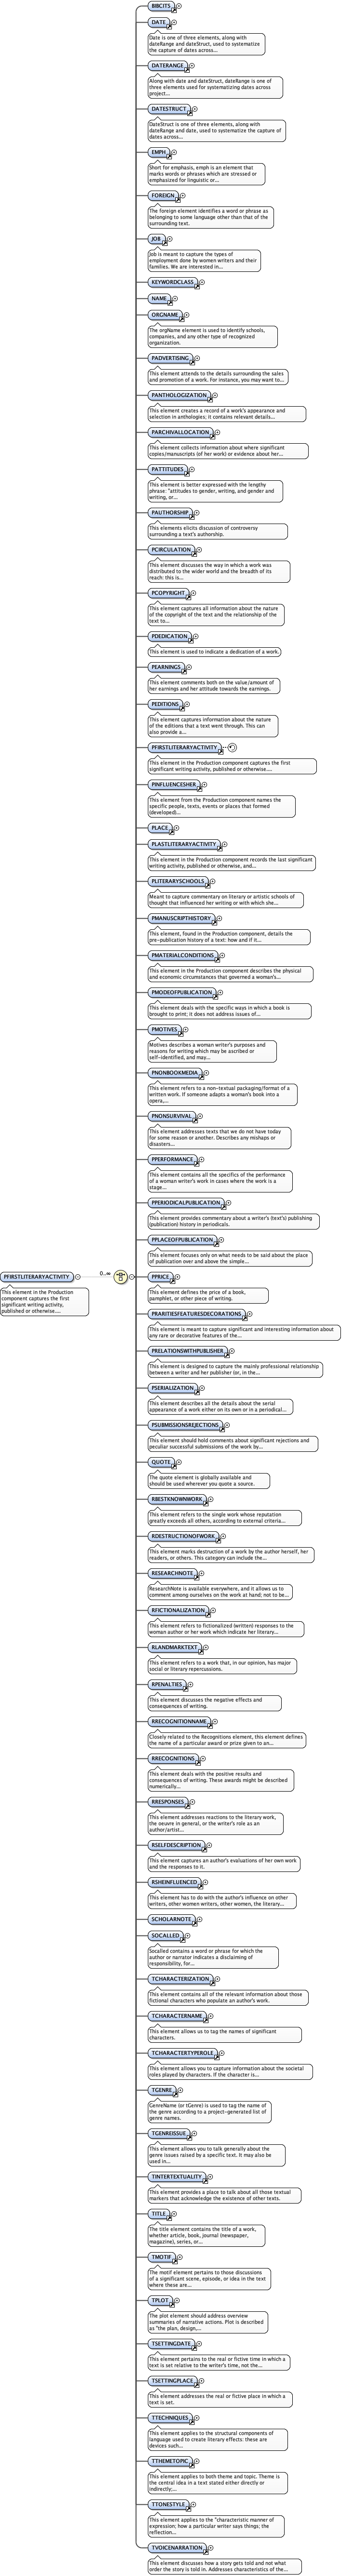 BIBCITS
DATE
Date is one of three elements, along with
dateRange and dateStruct, used to systematize
the capture of dates across...
DATERANGE
Along with date and dateStruct, dateRange is one of
three elements used for systematizing dates across
project...
DATESTRUCT
DateStruct is one of three elements, along with
dateRange and date, used to systematize the capture of
dates across...
EMPH
Short for emphasis, emph is an element that
marks words or phrases which are stressed or
emphasized for linguistic or...
FOREIGN
The foreign element identifies a word or phrase as
belonging to some language other than that of the
surrounding text.
JOB
Job is meant to capture the types of
employment done by women writers and their
families. We are interested in...
KEYWORDCLASS
NAME
ORGNAME
The orgName element is used to identify schools,
companies, and any other type of recognized
organization.
PADVERTISING
This element attends to the details surrounding the sales
and promotion of a work. For instance, you may want to...
PANTHOLOGIZATION
This element creates a record of a work's appearance and
selection in anthologies; it contains relevant details...
PARCHIVALLOCATION
This element collects information about where significant
copies/manuscripts (of her work) or evidence about her...
PATTITUDES
This element is better expressed with the lengthy
phrase: "attitudes to gender, writing, and gender and
writing, or...
PAUTHORSHIP
This elements elicits discussion of controversy
surrounding a text's authorship.
PCIRCULATION
This element discusses the way in which a work was
distributed to the wider world and the breadth of its
reach: this is...
PCOPYRIGHT
This element captures all information about the nature
of the copyright of the text and the relationship of the
text to...
PDEDICATION
This element is used to indicate a dedication of a work.
PEARNINGS
This element comments both on the value/amount of
her earnings and her attitude towards the earnings.
PEDITIONS
This element captures information about the nature
of the editions that a text went through. This can
also provide a...
PFIRSTLITERARYACTIVITY
This element in the Production component captures the first
significant writing activity, published or otherwise....
PINFLUENCESHER
This element from the Production component names the
specific people, texts, events or places that formed
(developed)...
PLACE
PLASTLITERARYACTIVITY
This element in the Production component records the last significant
writing activity, published or otherwise, and...
PLITERARYSCHOOLS
Meant to capture commentary on literary or artistic schools of
thought that influenced her writing or with which she...
PMANUSCRIPTHISTORY
This element, found in the Production component, details the
pre-publication history of a text: how and if it...
PMATERIALCONDITIONS
This element in the Production component describes the physical
and economic circumstances that governed a woman's...
PMODEOFPUBLICATION
This element deals with the specific ways in which a book is
brought to print; it does not address issues of...
PMOTIVES
Motives describes a woman writer's purposes and
reasons for writing which may be ascribed or
self-identified, and may...
PNONBOOKMEDIA
This element refers to a non-textual packaging/format of a
written work. If someone adapts a woman's book into a
opera,...
PNONSURVIVAL
This element addresses texts that we do not have today
for some reason or another. Describes any mishaps or
disasters...
PPERFORMANCE
This element contains all the specifics of the performance
of a woman writer's work in cases where the work is a
stage...
PPERIODICALPUBLICATION
This element provides commentary about a writer's (text's) publishing
(publication) history in periodicals.
PPLACEOFPUBLICATION
This element focuses only on what needs to be said about the place
of publication over and above the simple...
PFIRSTLITERARYACTIVITY
0..∞
This element in the Production
component captures the first
significant writing activity,
published or otherwise....
PPRICE
This element defines the price of a book,
pamphlet, or other piece of writing.
PRARITIESFEATURESDECORATIONS
This element is meant to capture significant and interesting information about
any rare or decorative features of the...
PRELATIONSWITHPUBLISHER
This element is designed to capture the mainly professional relationship
between a writer and her publisher (or, in the...
PSERIALIZATION
This element describes all the details about the serial
appearance of a work either on its own or in a periodical...
PSUBMISSIONSREJECTIONS
This element should hold comments about significant rejections and
peculiar successful submissions of the work by...
QUOTE
The quote element is globally available and
should be used wherever you quote a source.
RBESTKNOWNWORK
This element refers to the single work whose reputation
greatly exceeds all others, according to external criteria...
RDESTRUCTIONOFWORK
This element marks destruction of a work by the author herself, her
readers, or others. This category can include the...
RESEARCHNOTE
ResearchNote is available everywhere, and it allows us to
comment among ourselves on the work at hand; not to be...
RFICTIONALIZATION
This element refers to fictionalized (written) responses to the
woman author or her work which indicate her literary...
RLANDMARKTEXT
This element refers to a work that, in our opinion, has major
social or literary repercussions.
RPENALTIES
This element discusses the negative effects and
consequences of writing.
RRECOGNITIONNAME
Closely related to the Recognitions element, this element defines
the name of a particular award or prize given to an...
RRECOGNITIONS
This element deals with the positive results and
consequences of writing. These awards might be described
numerically...
RRESPONSES
This element addresses reactions to the literary work,
the oeuvre in general, or the writer's role as an
author/artist...
RSELFDESCRIPTION
This element captures an author's evaluations of her own work
and the responses to it.
RSHEINFLUENCED
This element has to do with the author's influence on other
writers, other women writers, other women, the literary...
SCHOLARNOTE
SOCALLED
Socalled contains a word or phrase for which the
author or narrator indicates a disclaiming of
responsibility, for...
TCHARACTERIZATION
This element contains all of the relevant information about those
fictional characters who populate an author's work.
TCHARACTERNAME
This element allows us to tag the names of significant
characters.
TCHARACTERTYPEROLE
This element allows you to capture information about the societal
roles played by characters. If the character is...
TGENRE
GenreName (or tGenre) is used to tag the name of
the genre according to a project-generated list of
genre names.
TGENREISSUE
This element allows you to talk generally about the
genre issues raised by a specific text. It may also be
used in...
TINTERTEXTUALITY
This element provides a place to talk about all those textual
markers that acknowledge the existence of other texts.
TITLE
The title element contains the title of a work,
whether article, book, journal (newspaper,
magazine), series, or...
TMOTIF
The motif element pertains to those discussions
of a significant scene, episode, or idea in the text
where these are...
TPLOT
The plot element should address overview
summaries of narrative actions. Plot is described
as "the plan, design,...
TSETTINGDATE
This element pertains to the real or fictive time in which a
text is set relative to the writer's time, not the...
TSETTINGPLACE
This element addresses the real or fictive place in which a
text is set.
TTECHNIQUES
This element applies to the structural components of
language used to create literary effects: these are
devices such...
TTHEMETOPIC
This element applies to both theme and topic. Theme is
the central idea in a text stated either directly or
indirectly;...
TTONESTYLE
This element applies to the "characteristic manner of
expression; how a particular writer says things; the
reflection...
TVOICENARRATION
This element discusses how a story gets told and not what
order the story is told in. Addresses characteristics of the...